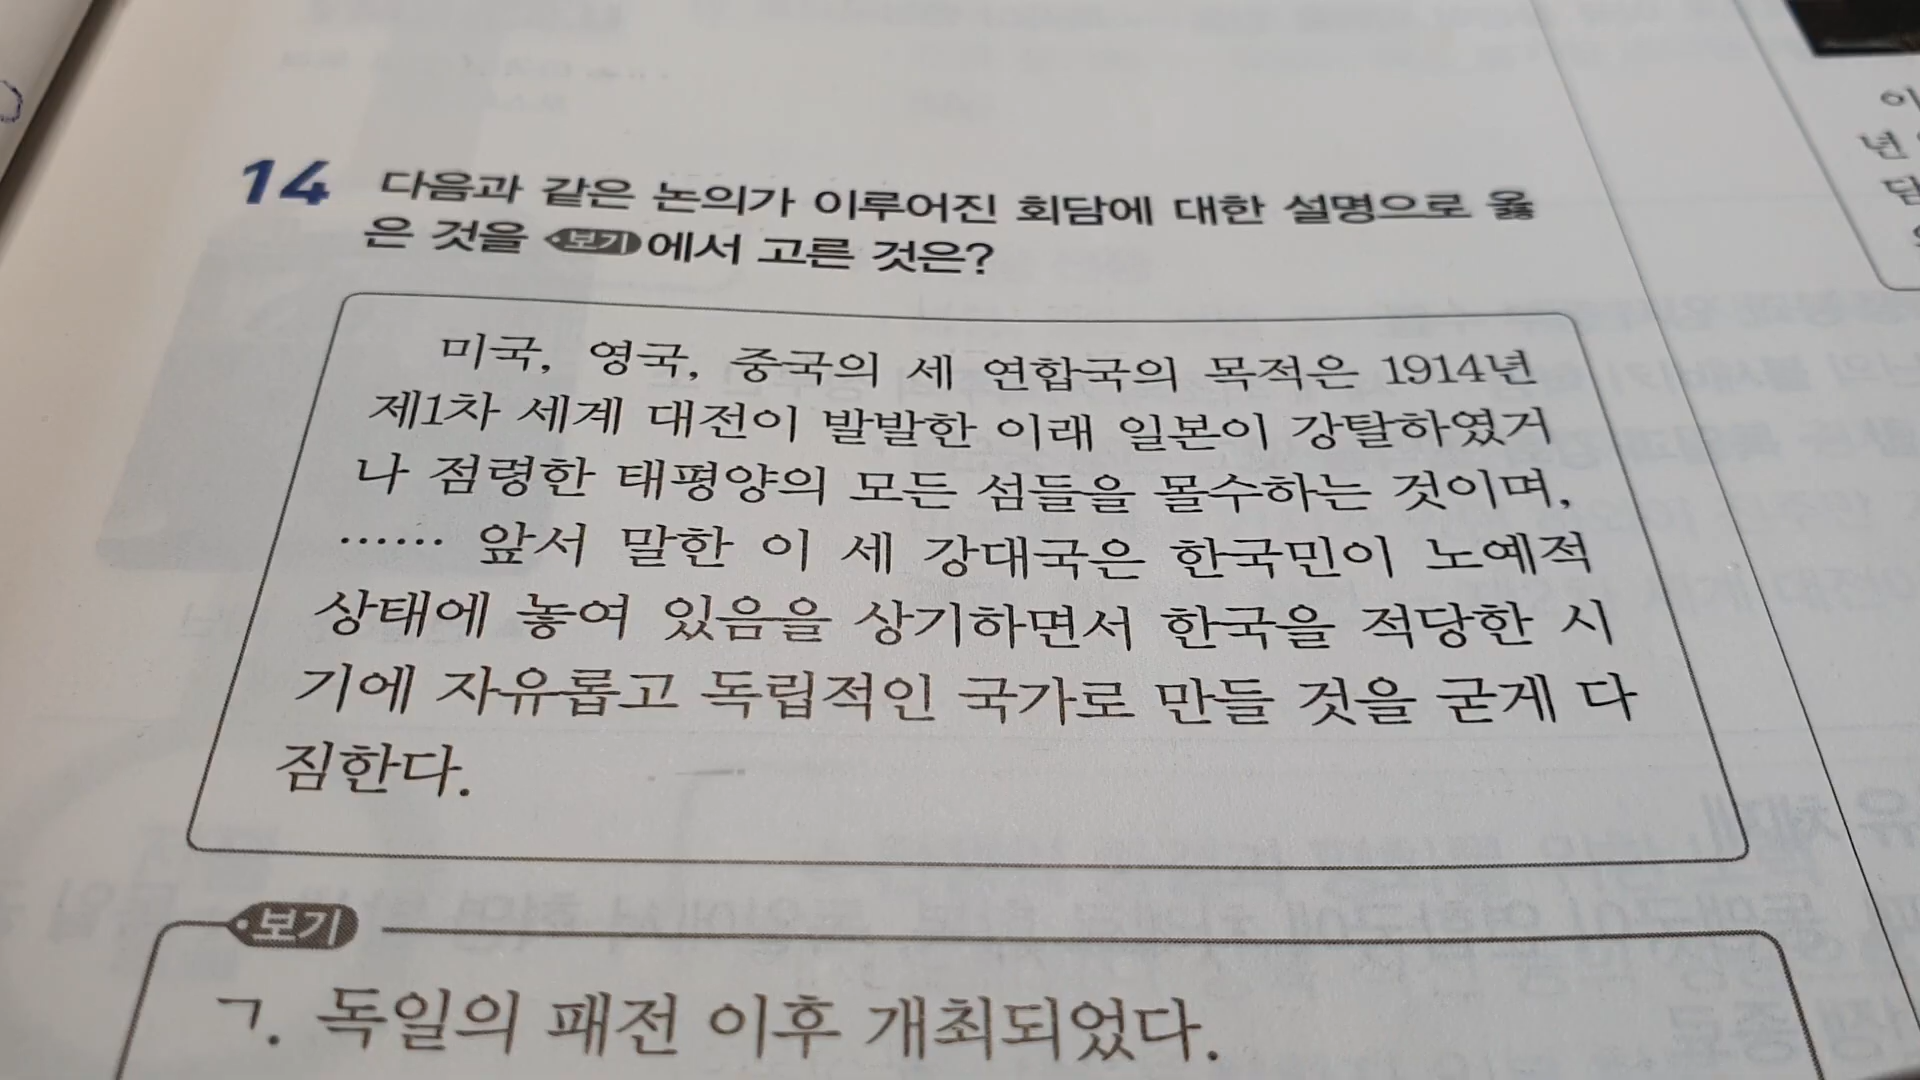 14 다음과 같은 논의가 이루어진 회담에 대한 설명으로 옳
은 것을 보기에서 고른 것은?
미국, 영국, 중국의 세 연합국의 목적은 1914년
제1차 세계 대전이 발발한 이래 일본이 강탈하였거
나 점령한 태평양의 모든 섬들을 몰수하는 것이며,
…… 앞서 말한 이 세 강대국은 한국민이 노예적
상태에 놓여 있음을 상기하면서 한국을 적당한 시
기에 자유롭고 독립적인 국가로 만들 것을 굳게 다
짐한다.
보기
ㄱ. 독일의 패전 이후 개최되었다.
이
년
담